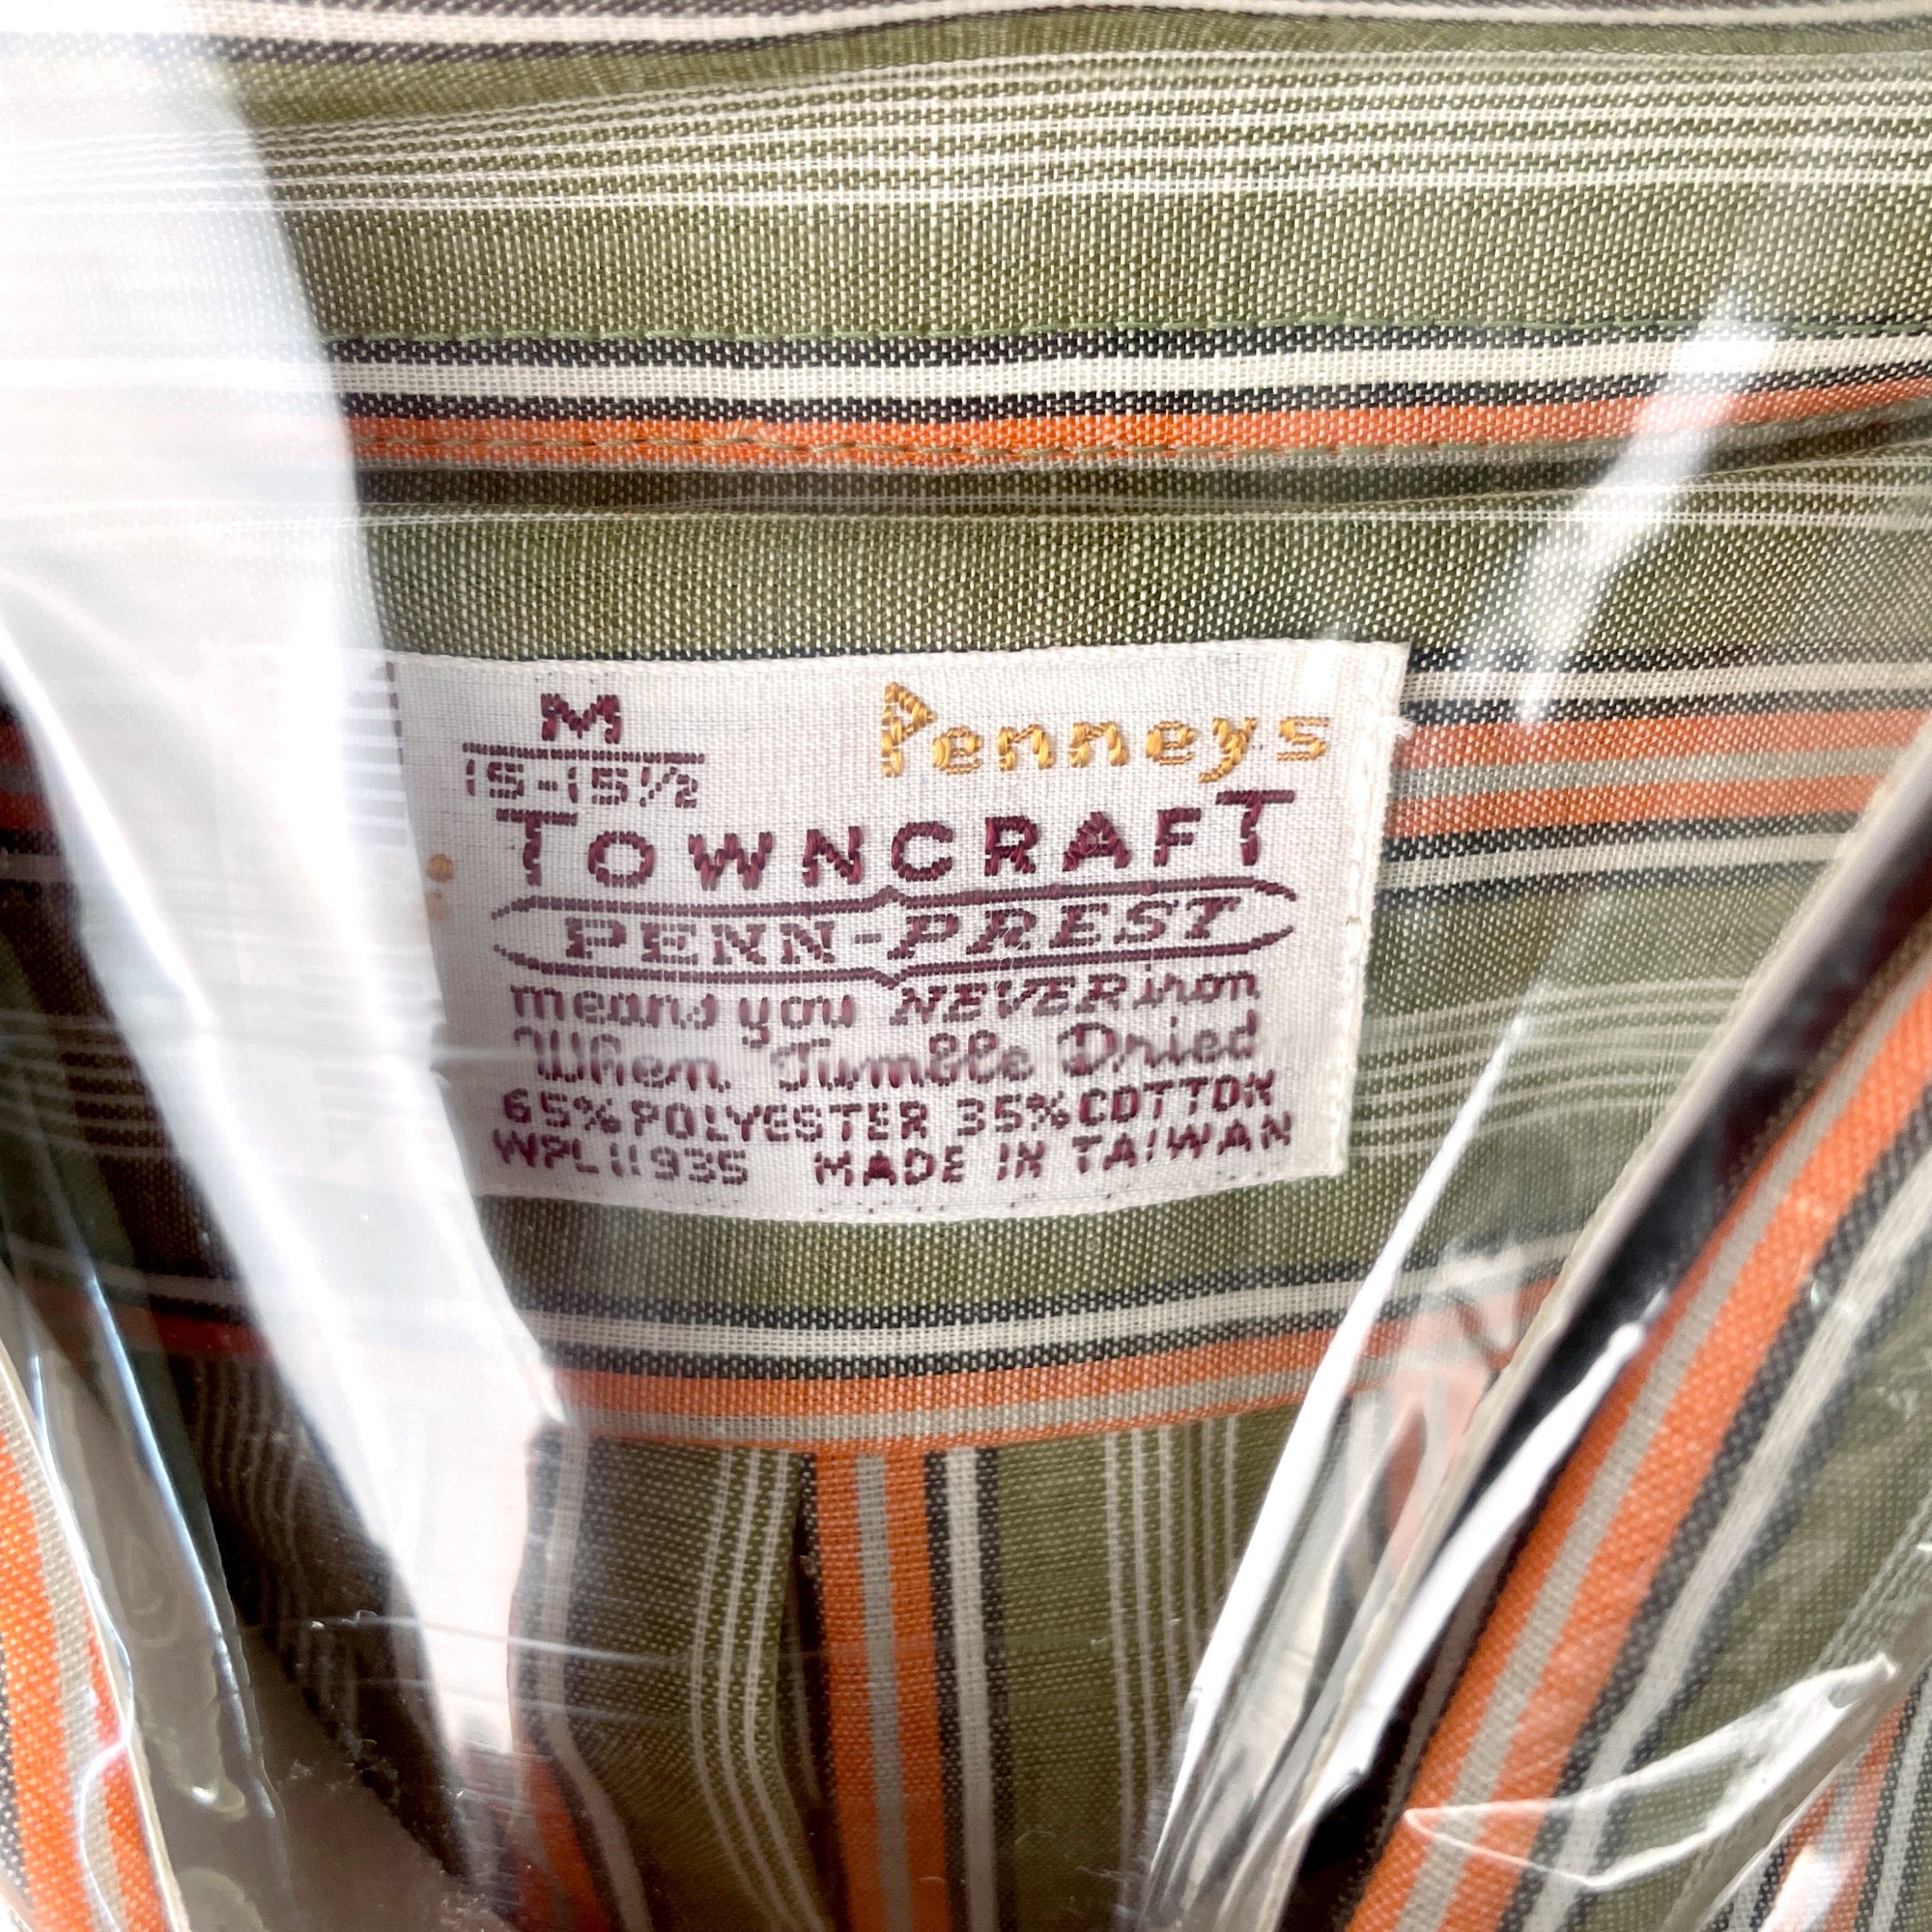 M Penneys
15-15½
TOWNCRAFT
PENN-PREST
means you NEVER iron
When Tumble Dried
65% POLYESTER 35% COTTON
WPL 11935 MADE IN TAIWAN